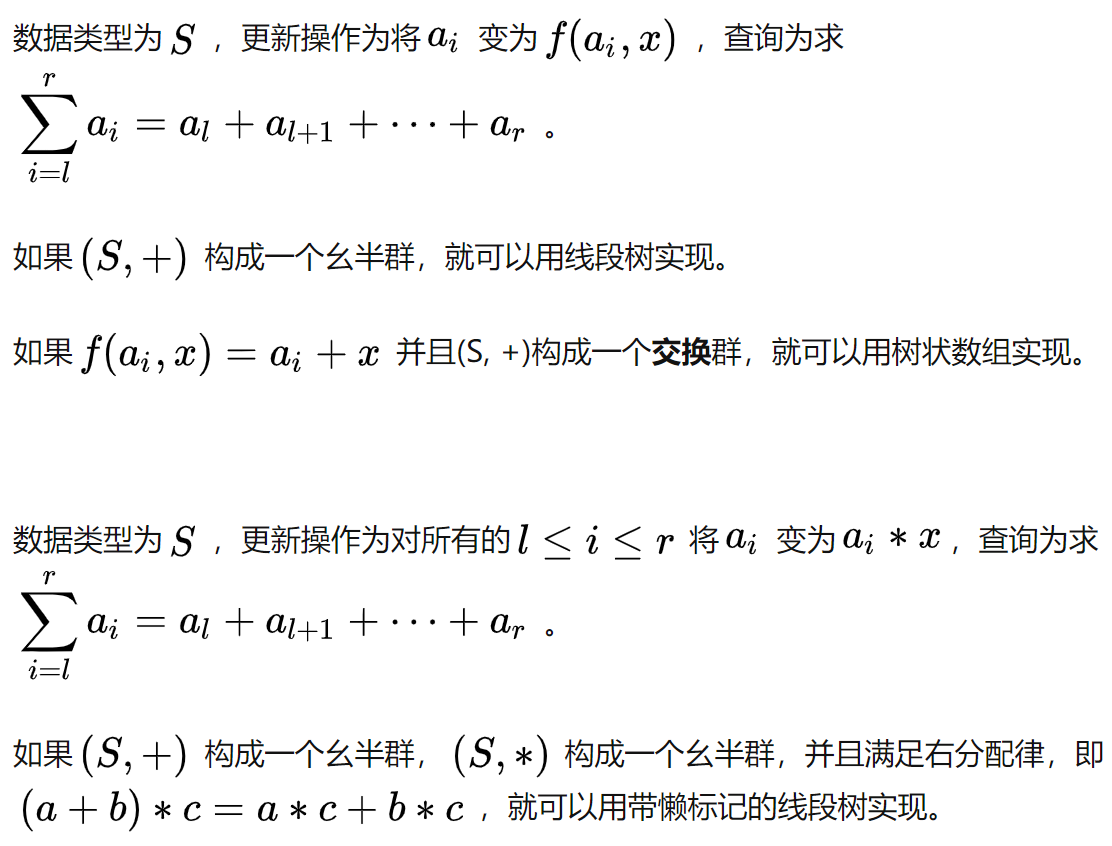 数据类型为 $S$ ，更新操作为将 $a_i$ 变为 $f(a_i, x)$ ，查询为求
$\sum_{i=l}^{r} a_i = a_l + a_{l+1} + \cdots + a_r$ 。
如果 $(S, +)$ 构成一个幺半群，就可以用线段树实现。
如果 $f(a_i, x) = a_i + x$ 并且(S, +)构成一个交换群，就可以用树状数组实现。
数据类型为 $S$ ，更新操作为对所有的 $l \leq i \leq r$ 将 $a_i$ 变为 $a_i * x$ ，查询为求
$\sum_{i=l}^{r} a_i = a_l + a_{l+1} + \cdots + a_r$ 。
如果 $(S, +)$ 构成一个幺半群， $(S, *)$ 构成一个幺半群，并且满足右分配律，即
$(a + b) * c = a * c + b * c$ ，就可以用带懒标记的线段树实现。